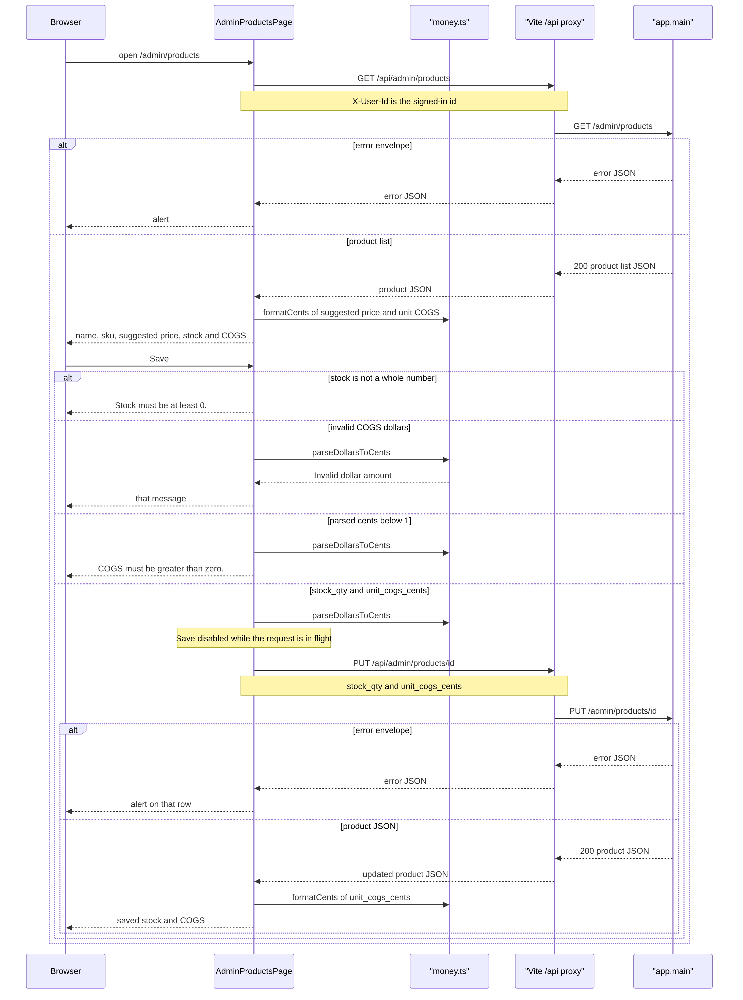 Browser
AdminProductsPage
"money.ts"
"Vite /api proxy"
"app.main"
open /admin/products
GET /api/admin/products
X-User-Id is the signed-in id
GET /admin/products
alt
[error envelope]
error JSON
error JSON
alert
[product list]
200 product list JSON
product JSON
formatCents of suggested price and unit COGS
name, sku, suggested price, stock and COGS
Save
alt
[stock is not a whole number]
Stock must be at least 0.
[invalid COGS dollars]
parseDollarsToCents
Invalid dollar amount
that message
[parsed cents below 1]
parseDollarsToCents
COGS must be greater than zero.
[stock_qty and unit_cogs_cents]
parseDollarsToCents
Save disabled while the request is in flight
PUT /api/admin/products/id
stock_qty and unit_cogs_cents
PUT /admin/products/id
alt
[error envelope]
error JSON
error JSON
alert on that row
[product JSON]
200 product JSON
updated product JSON
formatCents of unit_cogs_cents
saved stock and COGS
Browser
AdminProductsPage
"money.ts"
"Vite /api proxy"
"app.main"